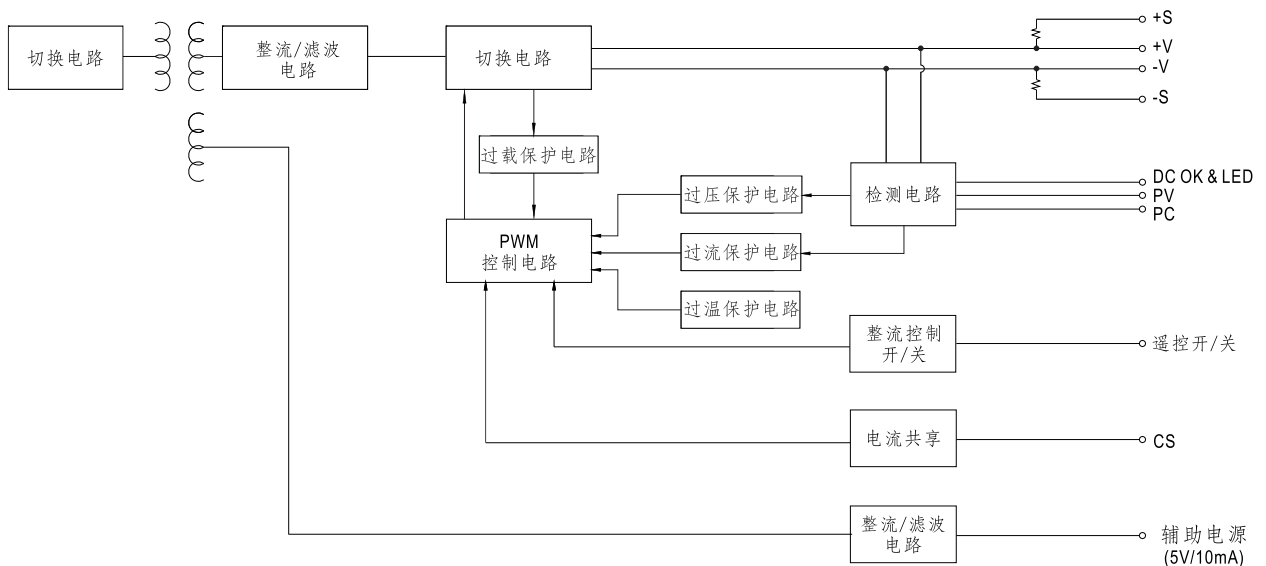 切换电路
整流/滤波
电路
切换电路
+S
+V
-V
-S
过载保护电路
过压保护电路
检测电路
DC OK & LED
PV
PC
PWM
控制电路
过流保护电路
过温保护电路
整流控制
开/关
遥控开/关
电流共享
CS
整流/滤波
电路
辅助电源
(5V/10mA)